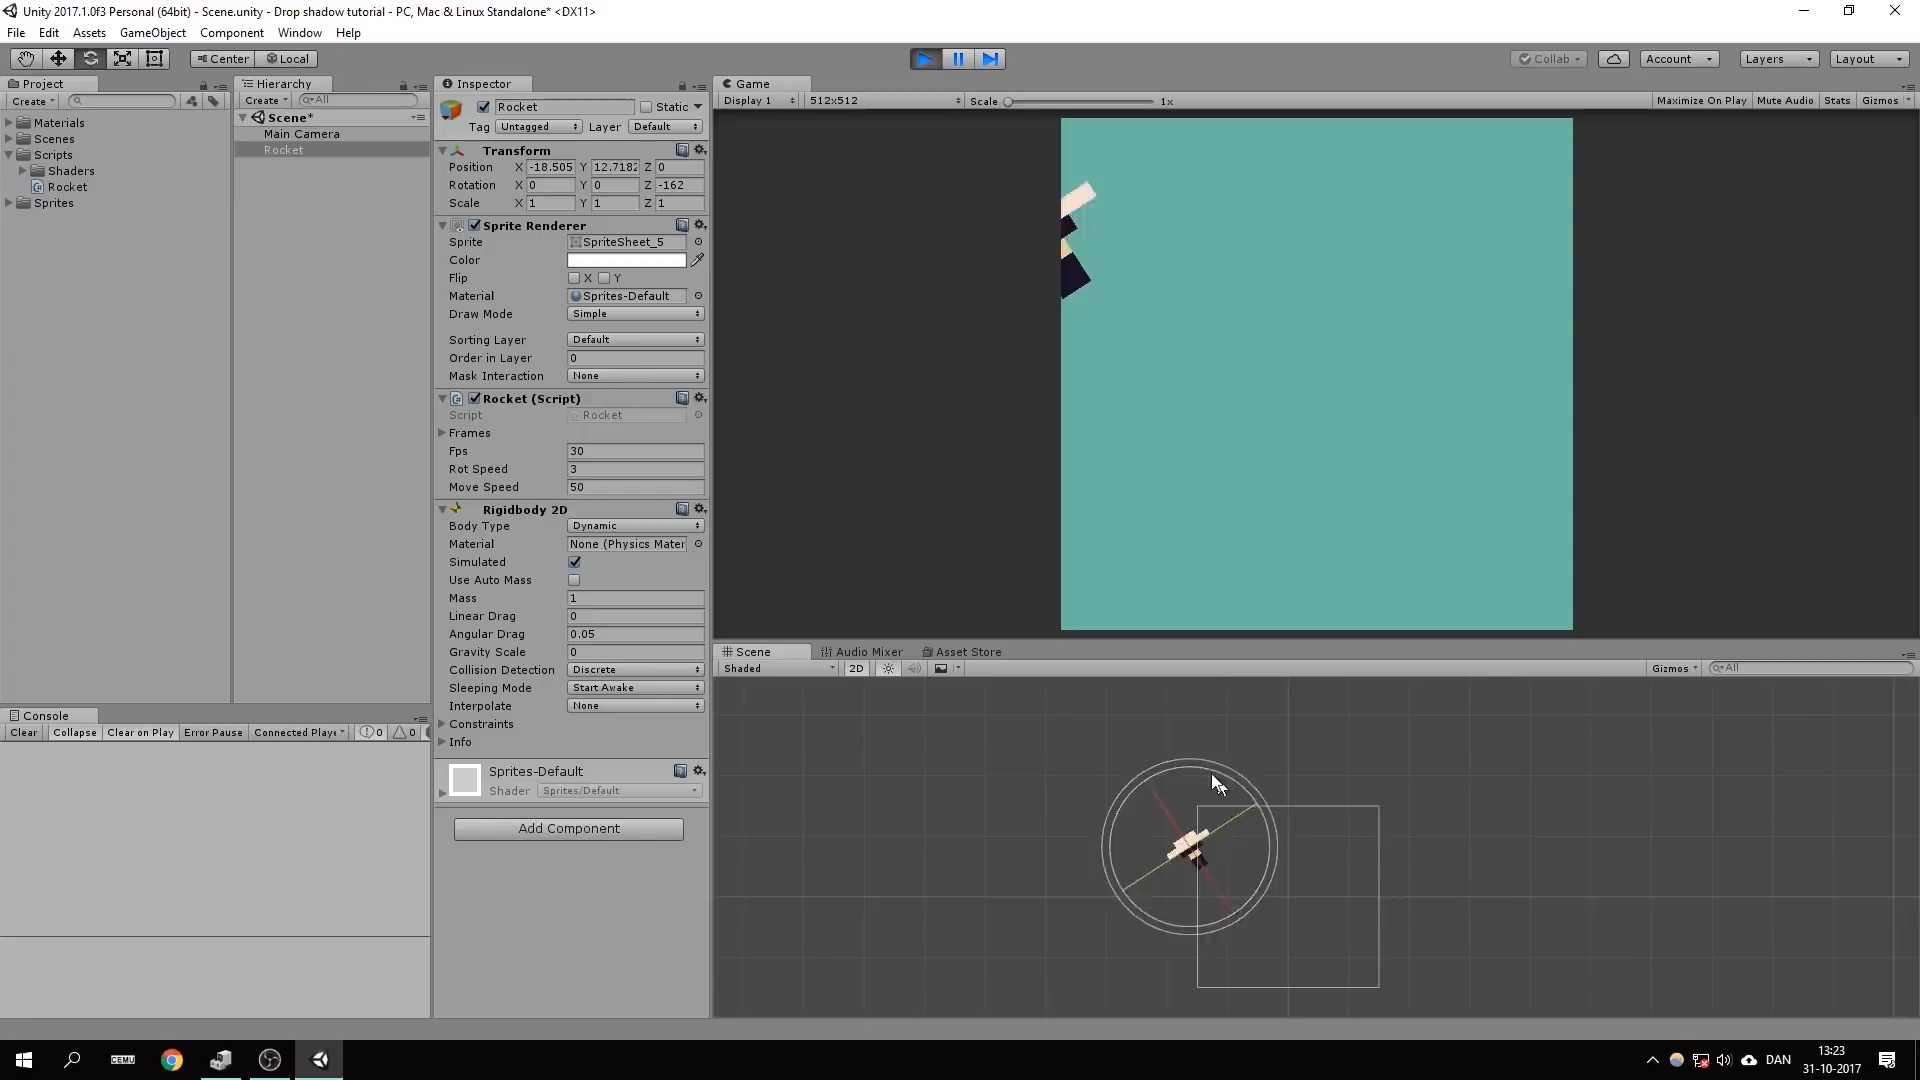 Unity 2017.1.0f3 Personal (64bit) - Scene.unity - Drop shadow tutorial - PC, Mac & Linux Standalone* <DX11>
File Edit Assets GameObject Component Window Help
Center Local
Collab Account Layers Layout
Project
Create
Materials
Scenes
Scripts
Shaders
Rocket
Sprites
Hierarchy
Create All
Scene*
Main Camera
Rocket
Inspector
Rocket Static
Tag Untagged Layer Default
Transform
Position X -18.505 Y 12.7182 Z 0
Rotation X 0 Y 0 Z -162
Scale X 1 Y 1 Z 1
Sprite Renderer
Sprite SpriteSheet_5
Color
Flip X Y
Material Sprites-Default
Draw Mode Simple
Sorting Layer Default
Order in Layer 0
Mask Interaction None
Rocket (Script)
Script Rocket
Frames
Fps 30
Rot Speed 3
Move Speed 50
Rigidbody 2D
Body Type Dynamic
Material None (Physics Mater
Simulated
Use Auto Mass
Mass 1
Linear Drag 0
Angular Drag 0.05
Gravity Scale 0
Collision Detection Discrete
Sleeping Mode Start Awake
Interpolate None
Constraints
Info
Sprites-Default
Shader Sprites/Default
Add Component
Game
Display 1 512x512 Scale 1x Maximize On Play Mute Audio Stats Gizmos
Scene Audio Mixer Asset Store
Shaded 2D Gizmos All
Console
Clear Collapse Clear on Play Error Pause Connected Playe 0 0
CEMU
DAN
13:23
31-10-2017